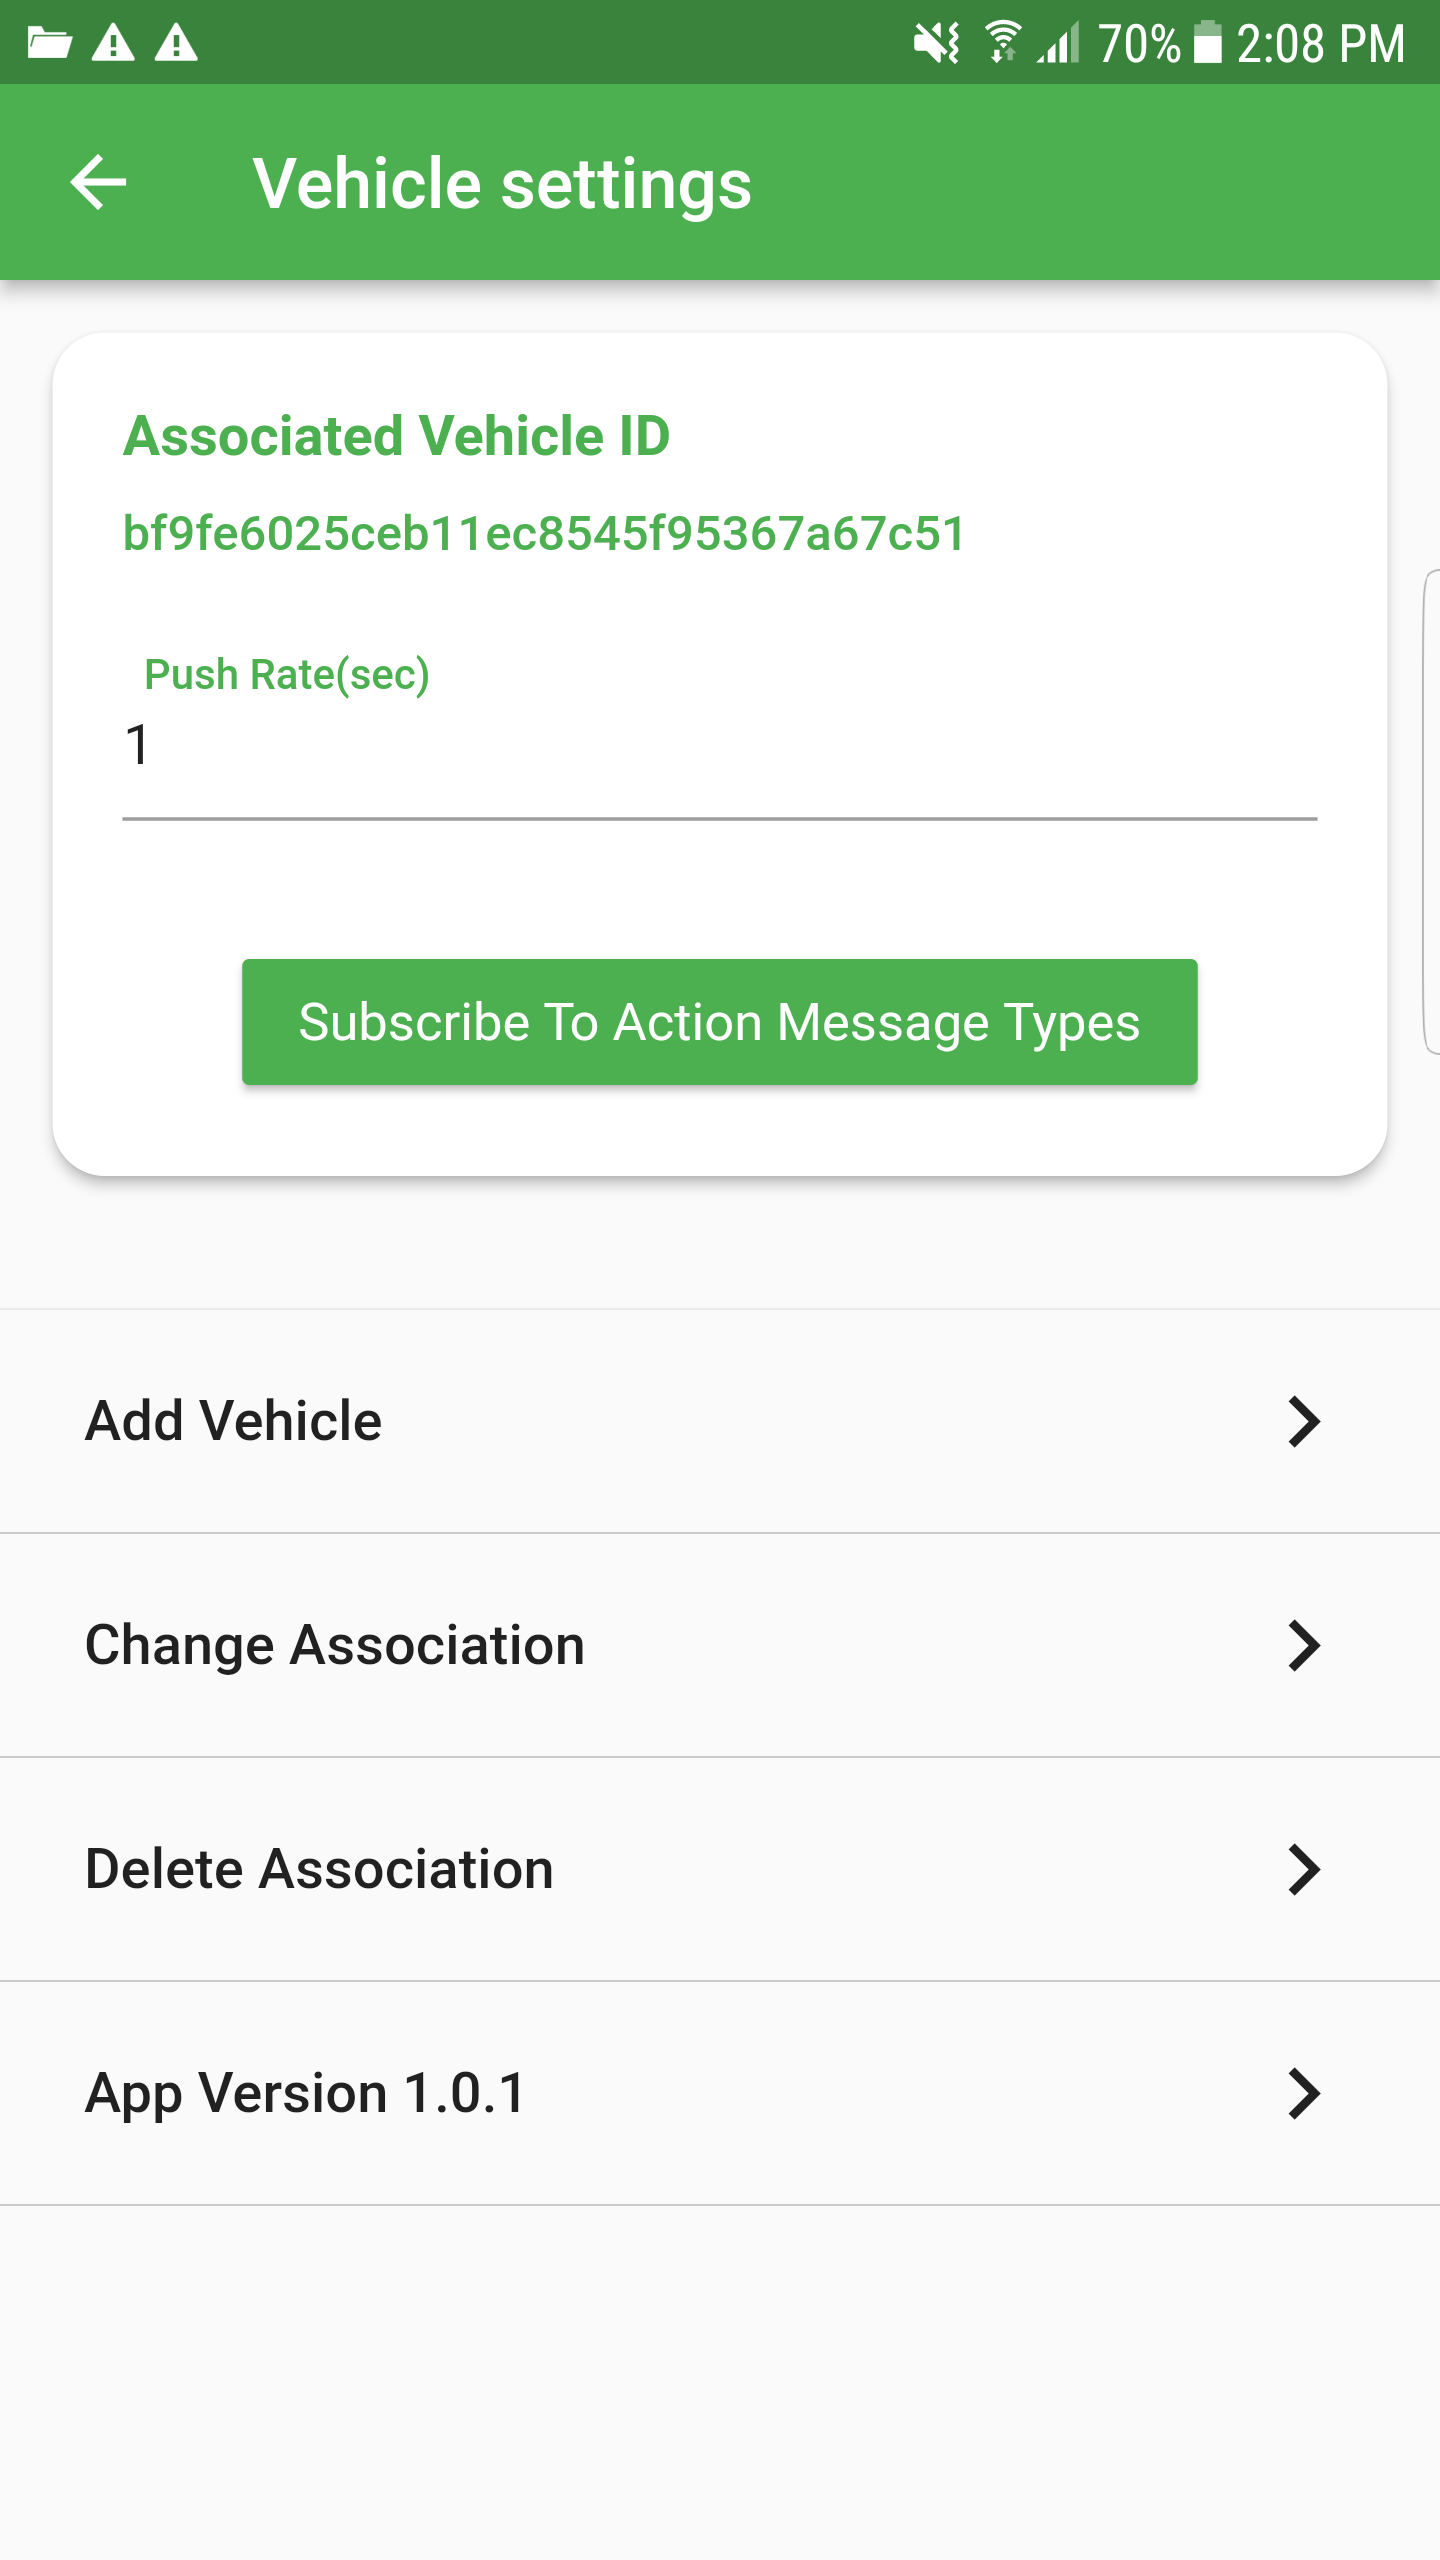 70% 2:08 PM
Vehicle settings
Associated Vehicle ID
bf9fe6025ceb11ec8545f95367a67c51
Push Rate(sec)
1
Subscribe To Action Message Types
Add Vehicle
Change Association
Delete Association
App Version 1.0.1